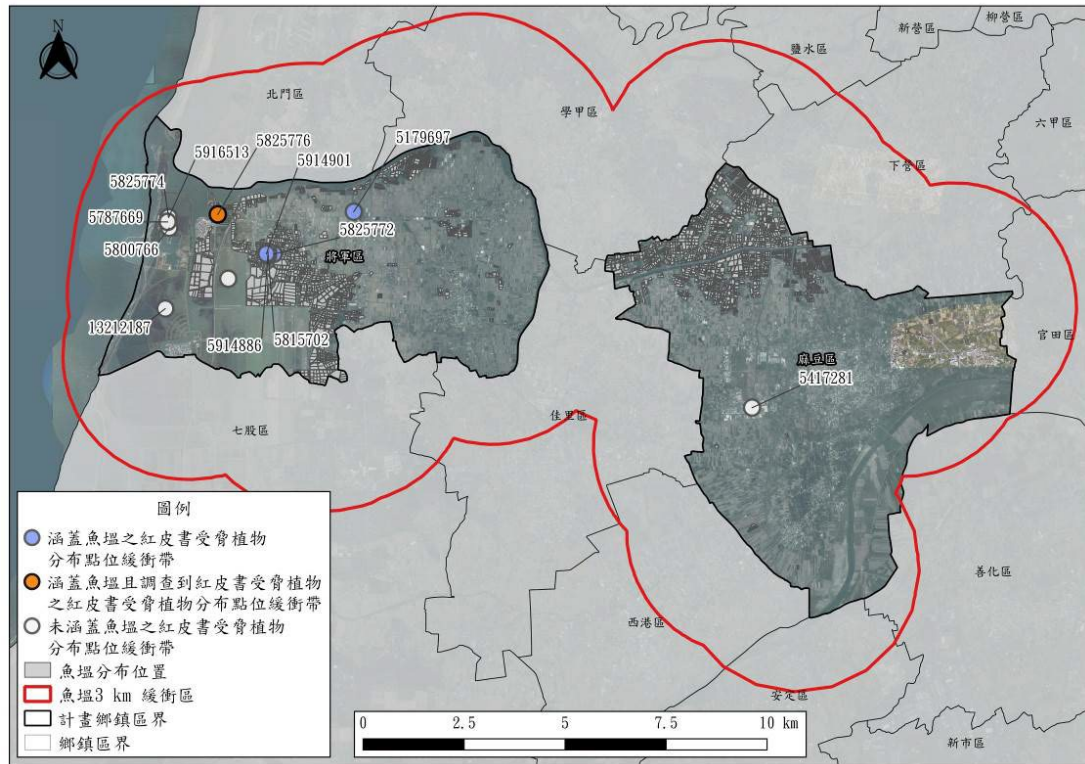 N
柳營區
新營區
鹽水區
北門區
學甲區
六甲區
5825776
5179697
5916513
5914901
下營區
5825774
5787669
5825772
5800766
將軍區
官田區
13212187
5815702
5914886
麻豆區
5417281
佳里區
七股區
圖例
涵蓋魚塭之紅皮書受脅植物
分布點位緩衝帶
涵蓋魚塭且調查到紅皮書受脅植物
之紅皮書受脅植物分布點位緩衝帶
未涵蓋魚塭之紅皮書受脅植物
分布點位緩衝帶
魚塭分布位置
魚塭3 km 緩衝區
計畫鄉鎮區界
鄉鎮區界
善化區
西港區
安定區
新市區
0 2.5 5 7.5 10 km